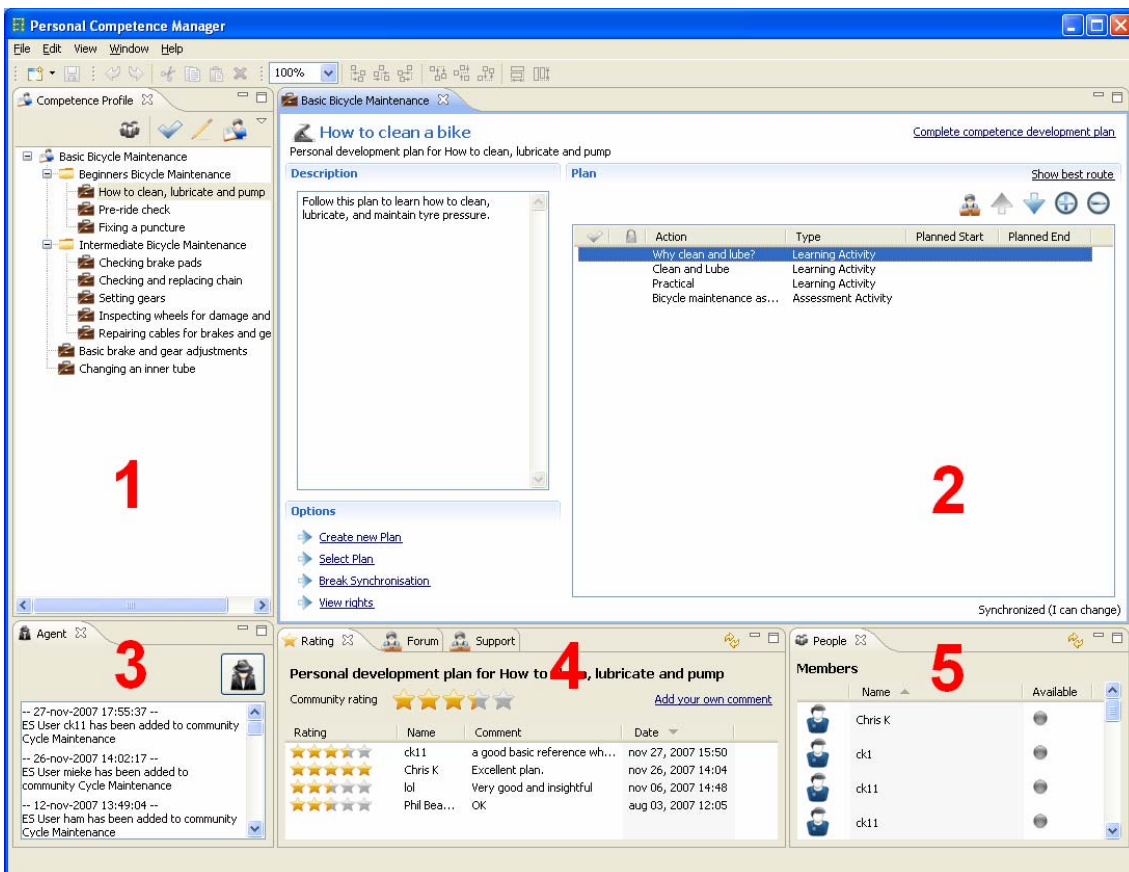 Personal Competence Manager
File Edit View Window Help
100%
Competence Profile
Basic Bicycle Maintenance
Beginners Bicycle Maintenance
How to clean, lubricate and pump
Pre-ride check
Fixing a puncture
Intermediate Bicycle Maintenance
Checking brake pads
Checking and replacing chain
Setting gears
Inspecting wheels for damage and
Repairing cables for brakes and ge
Basic brake and gear adjustments
Changing an inner tube
1
Basic Bicycle Maintenance
How to clean a bike
Complete competence development plan
Personal development plan for How to clean, lubricate and pump
Description
Follow this plan to learn how to clean,
lubricate, and maintain tyre pressure.
Options
Create new Plan
Select Plan
Break Synchronisation
View rights
Plan
Show best route
Action Type Planned Start Planned End
Why clean and lube? Learning Activity
Clean and Lube Learning Activity
Practical Learning Activity
Bicycle maintenance as... Assessment Activity
2
Synchronized (I can change)
Agent
3
-- 27-nov-2007 17:55:37 --
ES User ck11 has been added to community
Cycle Maintenance
-- 26-nov-2007 14:02:17 --
ES User mieke has been added to
community Cycle Maintenance
-- 12-nov-2007 13:49:04 --
ES User ham has been added to community
Cycle Maintenance
Rating Forum Support
4
Personal development plan for How to clean, lubricate and pump
Community rating Add your own comment
Rating Name Comment Date
ck11 a good basic reference wh... nov 27, 2007 15:50
Chris K Excellent plan. nov 26, 2007 14:04
lol Very good and insightful nov 06, 2007 14:48
Phil Bea... OK aug 03, 2007 12:05
People
5
Members
Name Available
Chris K
ck1
ck11
ck11